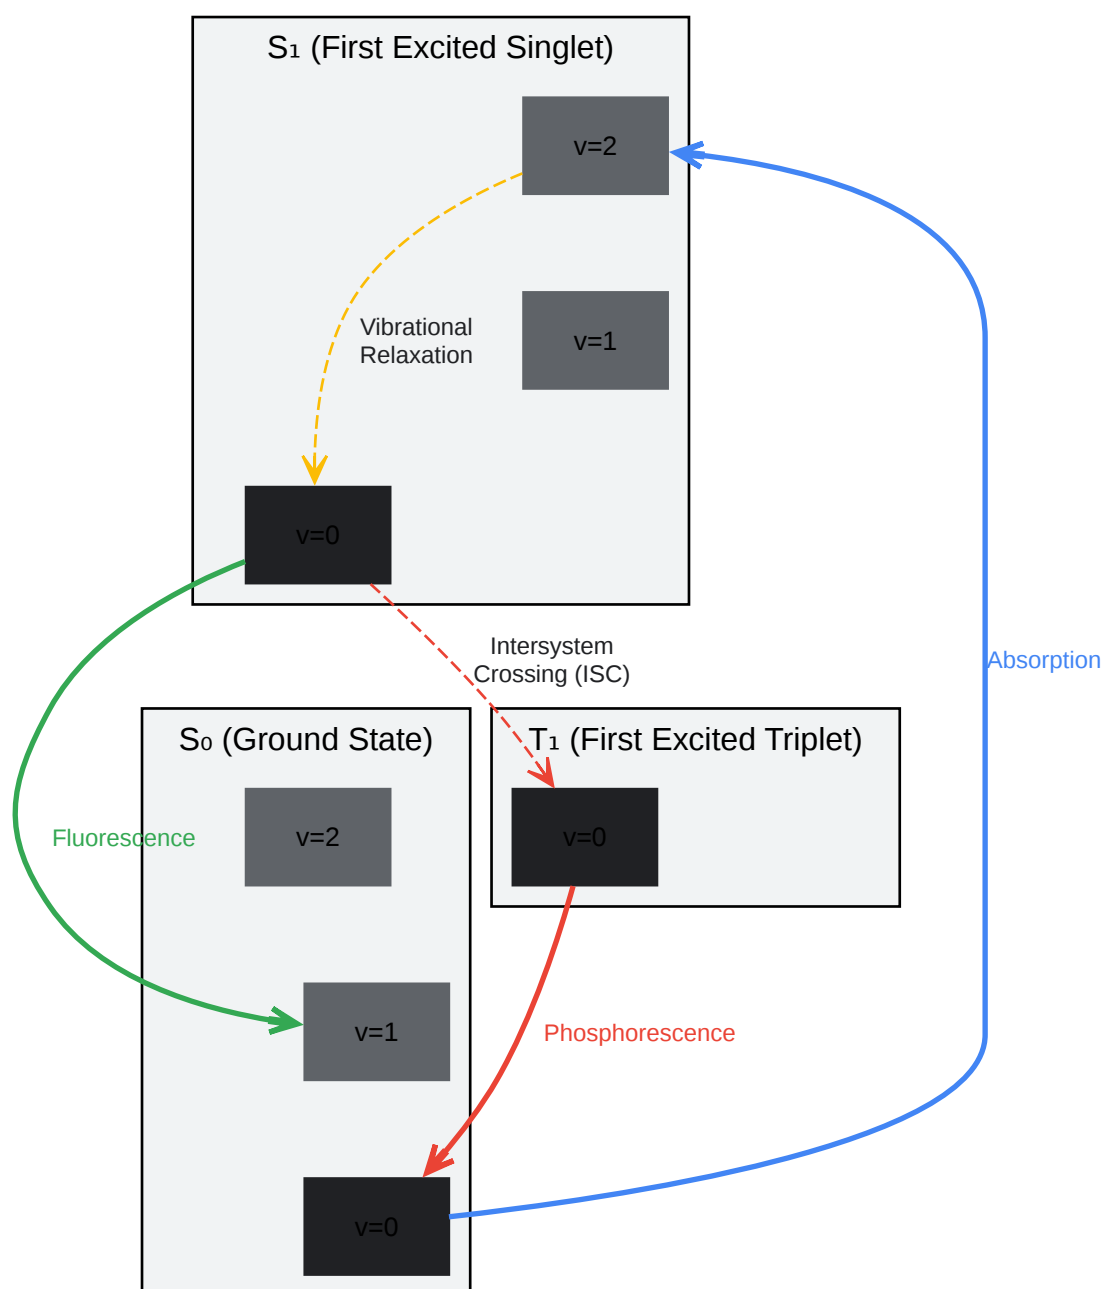 S₁ (First Excited Singlet)
v=2
Vibrational
Relaxation
v=1
v=0
Intersystem
Crossing (ISC)
Absorption
S₀ (Ground State)
T₁ (First Excited Triplet)
v=2
v=0
Fluorescence
v=1
Phosphorescence
v=0